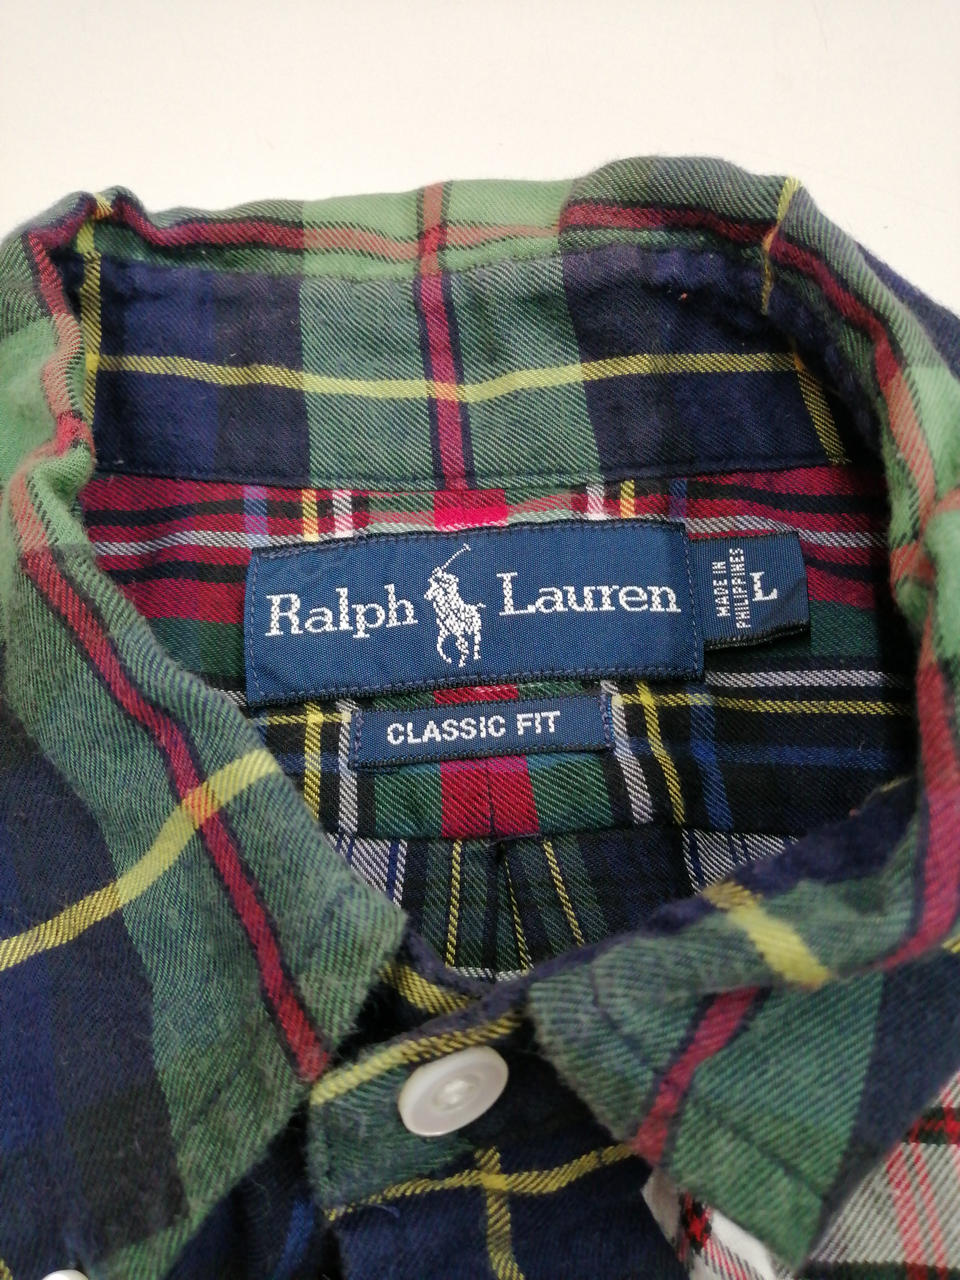 Ralph Lauren
L
MADE IN
PHILIPPINES
CLASSIC FIT